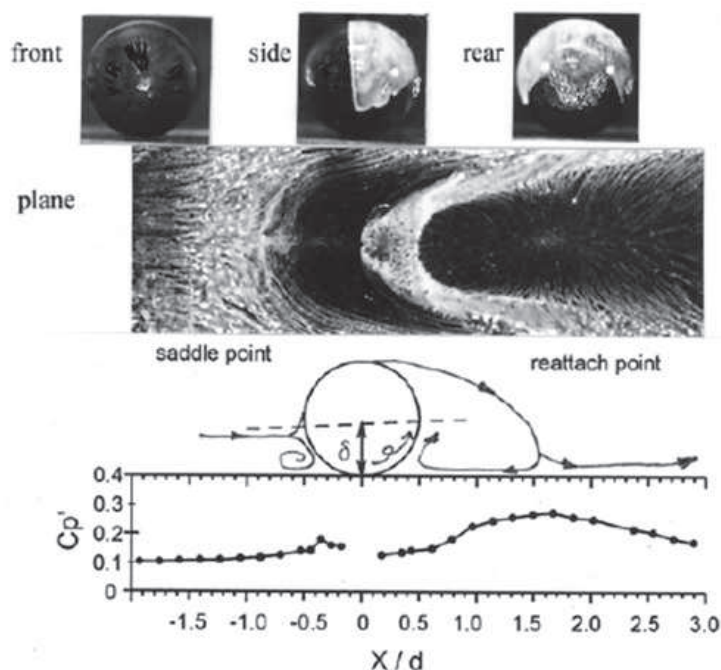 front side rear
plane
saddle point reattach point
δ
0.4
0.3
0.2
0.1
0
Cp'
-1.5 -1.0 -0.5 0 0.5 1.0 1.5 2.0 2.5 3.0
X / d